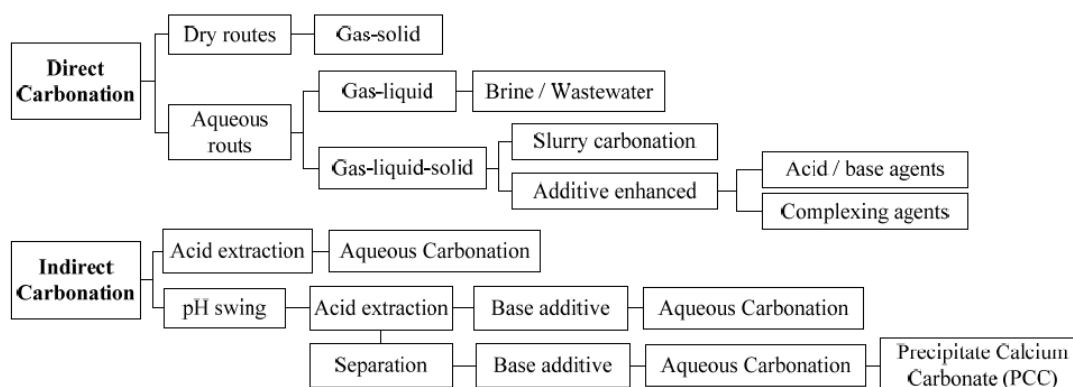 Dry routes
Gas-solid
Direct
Carbonation
Gas-liquid
Brine / Wastewater
Aqueous
routs
Slurry carbonation
Gas-liquid-solid
Additive enhanced
Acid / base agents
Complexing agents
Indirect
Carbonation
Acid extraction
Aqueous Carbonation
pH swing
Acid extraction
Base additive
Aqueous Carbonation
Separation
Base additive
Aqueous Carbonation
Precipitate Calcium
Carbonate (PCC)